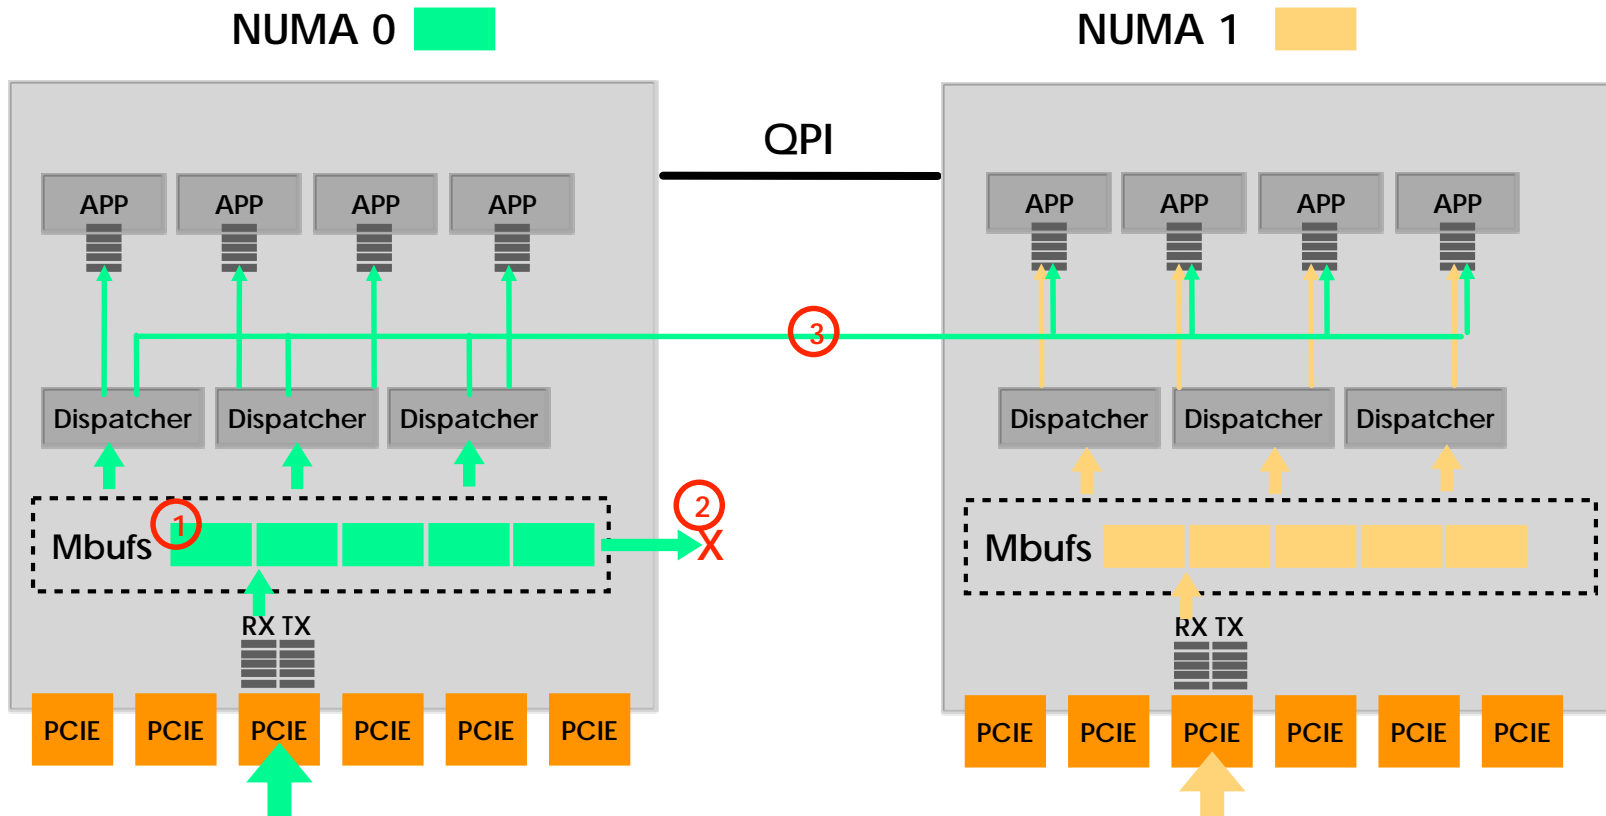 NUMA 0
NUMA 1
QPI
APP APP APP APP
APP APP APP APP
3
Dispatcher Dispatcher Dispatcher
Dispatcher Dispatcher Dispatcher
1
2
Mbufs
X
Mbufs
RX TX
RX TX
PCIE PCIE PCIE PCIE PCIE PCIE
PCIE PCIE PCIE PCIE PCIE PCIE